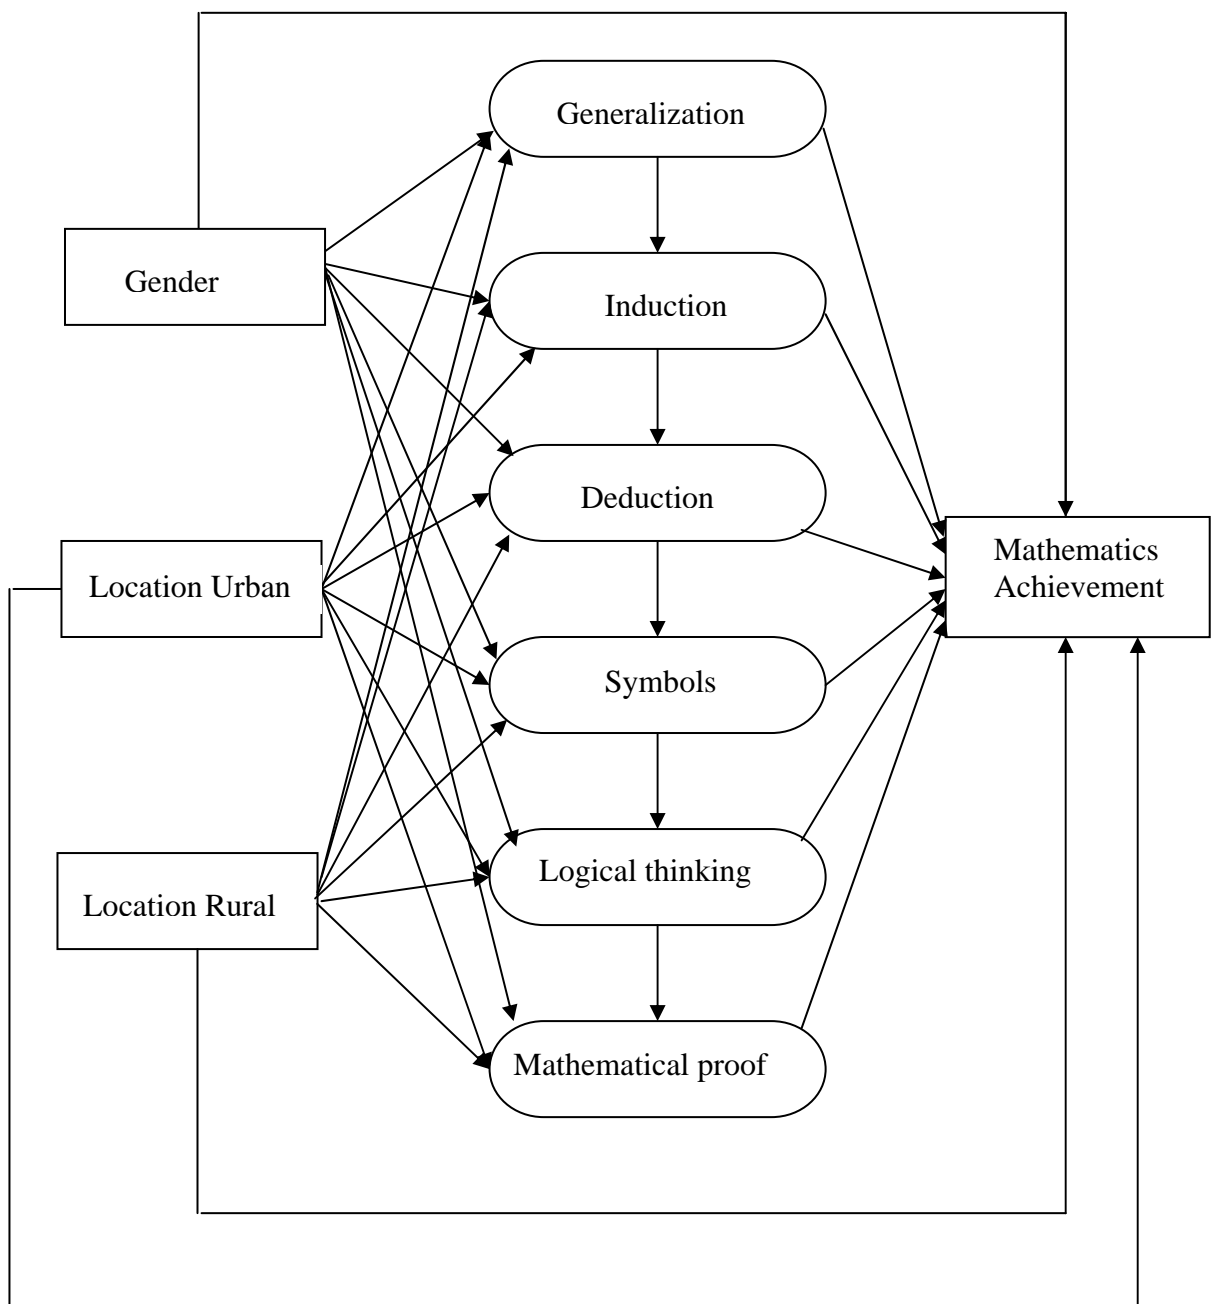 Generalization
Gender
Induction
Deduction
Mathematics
Achievement
Location Urban
Symbols
Logical thinking
Location Rural
Mathematical proof